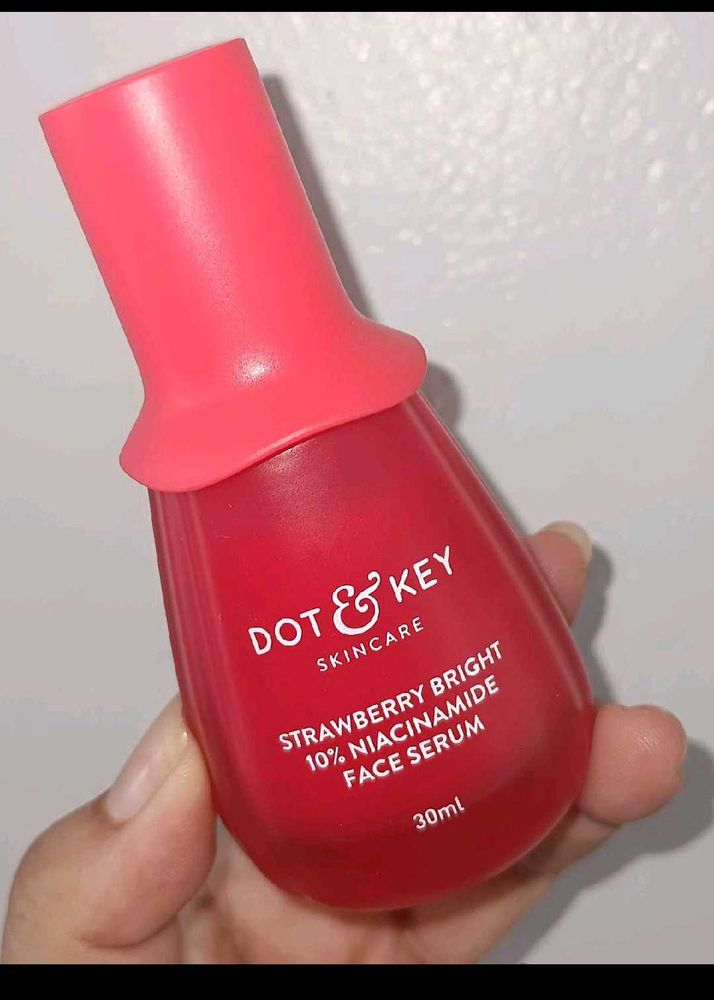 DOT & KEY
SKINCARE
STRAWBERRY BRIGHT
10% NIACINAMIDE
FACE SERUM
30ml